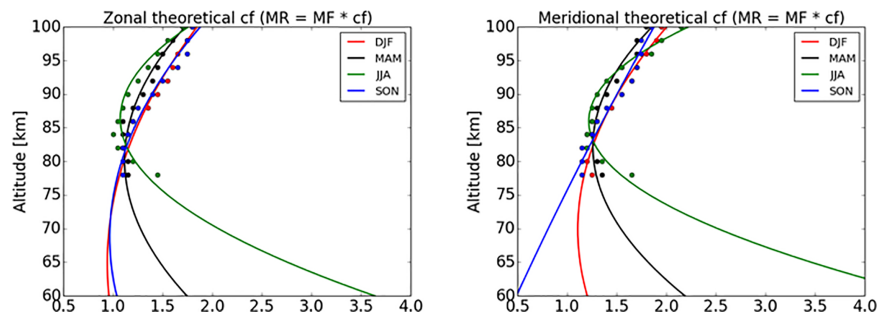 Zonal theoretical cf (MR = MF * cf)
100
95
90
85
80
75
70
65
60
Altitude [km]
0.5 1.0 1.5 2.0 2.5 3.0 3.5 4.0
DJF
MAM
JJA
SON
Meridional theoretical cf (MR = MF * cf)
100
95
90
85
80
75
70
65
60
Altitude [km]
0.5 1.0 1.5 2.0 2.5 3.0 3.5 4.0
DJF
MAM
JJA
SON